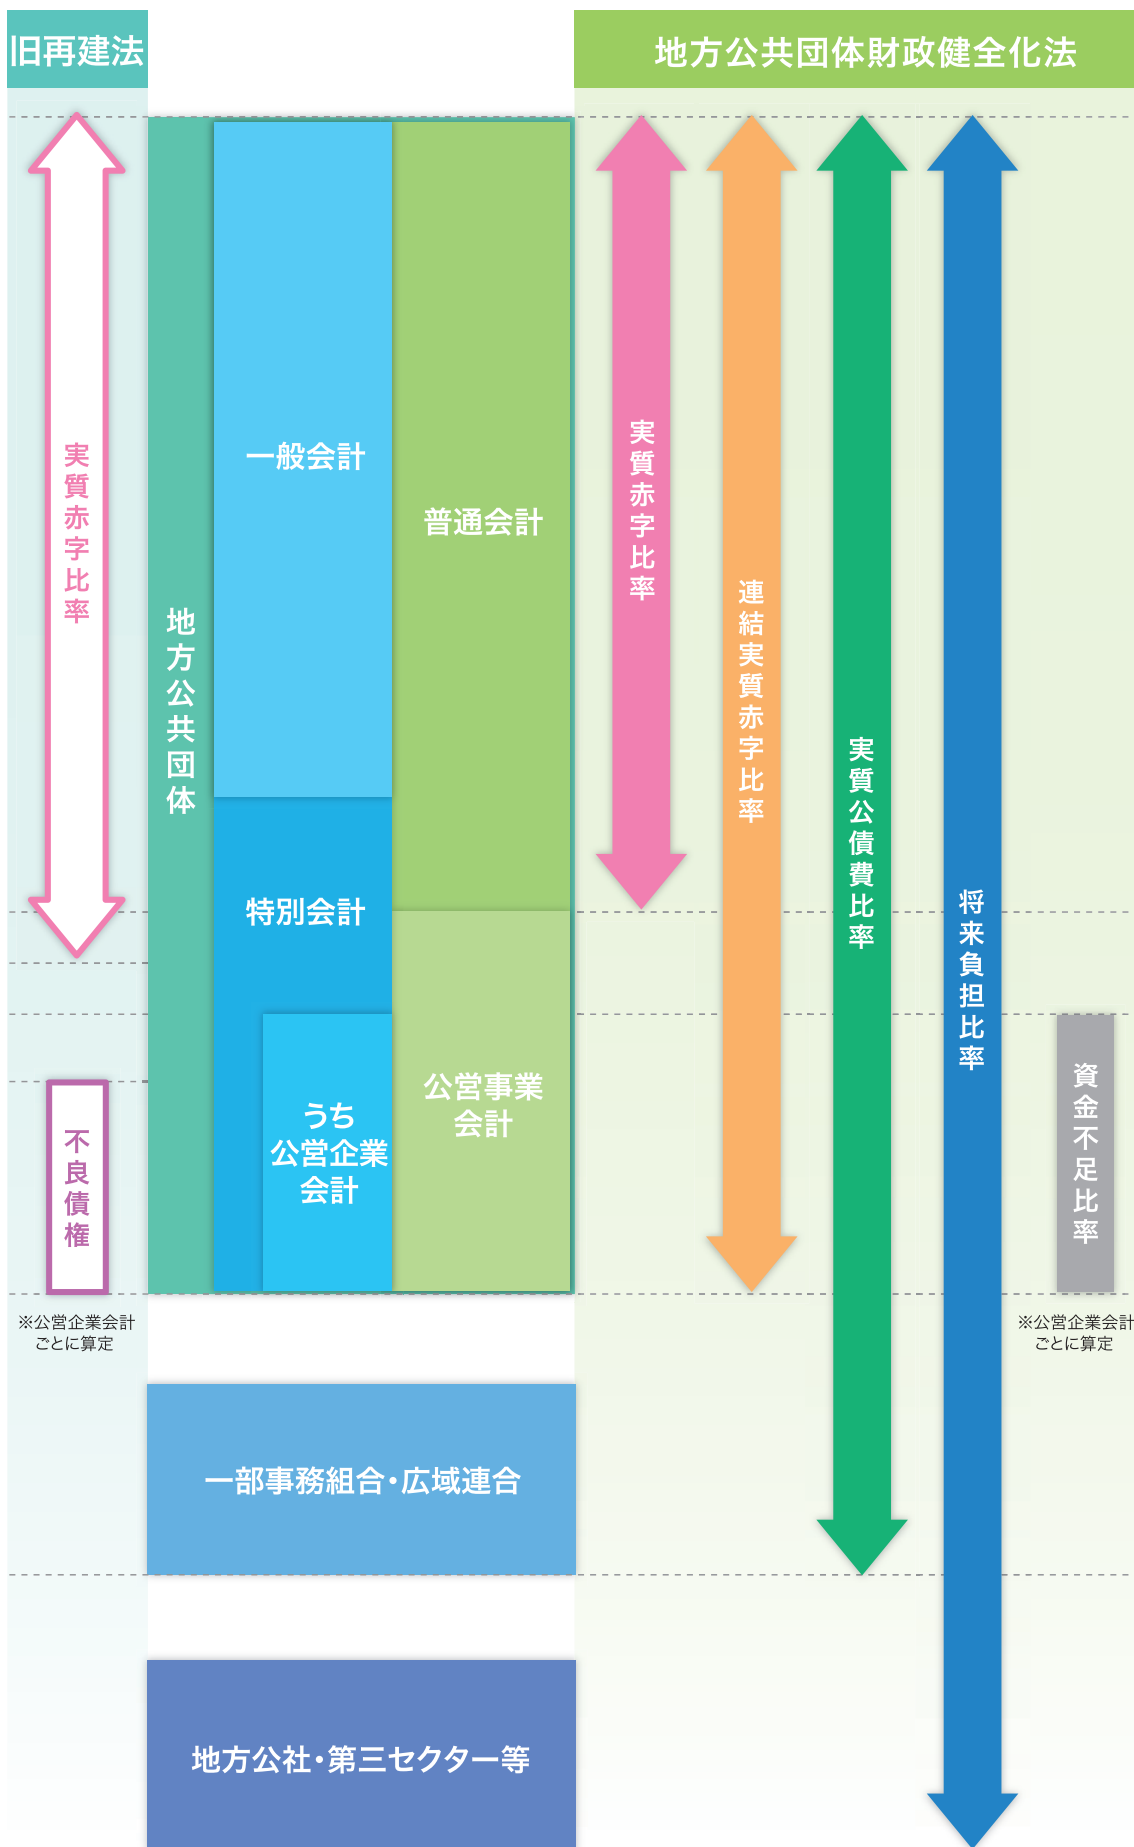 旧再建法
地方公共団体財政健全化法
実質赤字比率
不良債権
※公営企業会計
ごとに算定
地方公共団体
一般会計
普通会計
特別会計
うち
公営企業
会計
公営事業
会計
一部事務組合・広域連合
地方公社・第三セクター等
実質赤字比率
連結実質赤字比率
実質公債費比率
将来負担比率
資金不足比率
※公営企業会計
ごとに算定